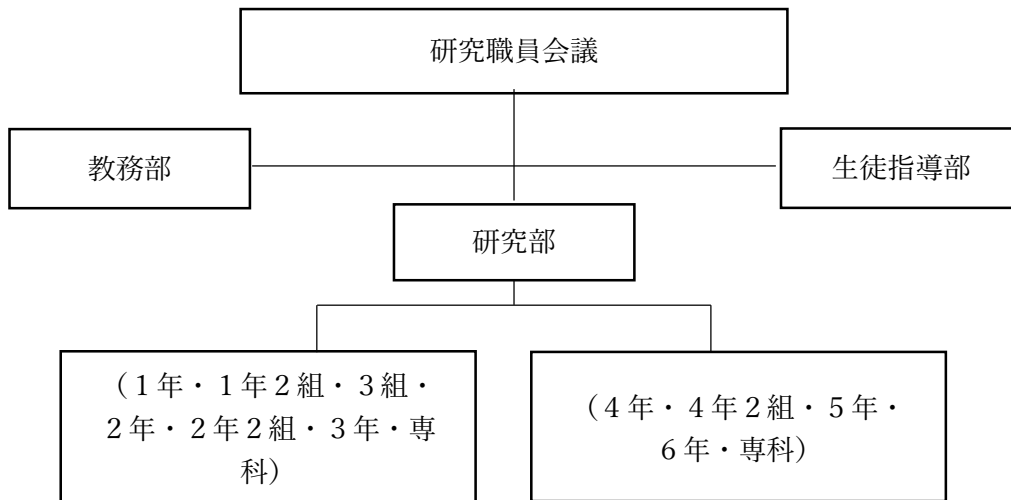 研究職員会議
教務部
生徒指導部
研究部
（１年・１年２組・３組・
２年・２年２組・３年・専
科）
（４年・４年２組・５年・
６年・専科）